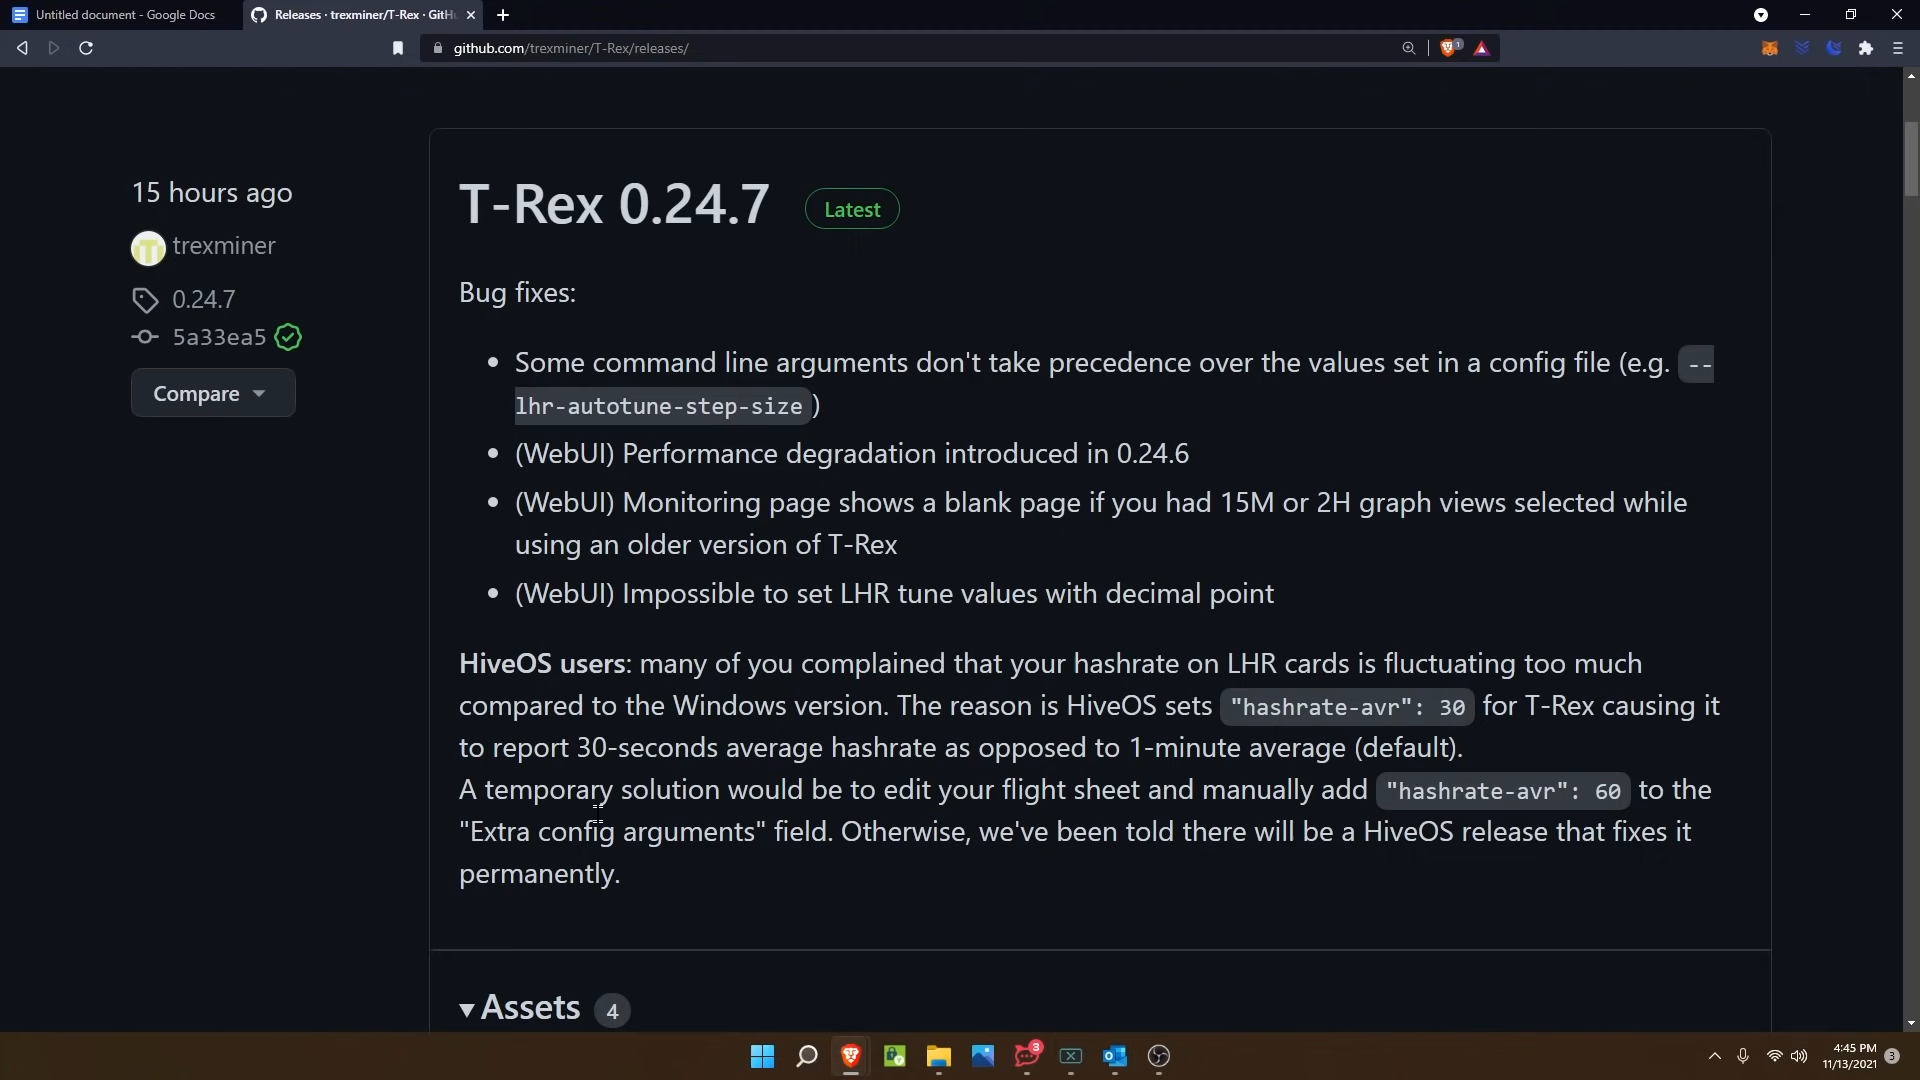 Untitled document - Google Docs
Releases · trexminer/T-Rex · GitH
github.com/trexminer/T-Rex/releases/
1
15 hours ago
trexminer
0.24.7
5a33ea5
Compare
T-Rex 0.24.7 Latest
Bug fixes:
Some command line arguments don't take precedence over the values set in a config file (e.g. --
lhr-autotune-step-size )
(WebUI) Performance degradation introduced in 0.24.6
(WebUI) Monitoring page shows a blank page if you had 15M or 2H graph views selected while
using an older version of T-Rex
(WebUI) Impossible to set LHR tune values with decimal point
HiveOS users: many of you complained that your hashrate on LHR cards is fluctuating too much
compared to the Windows version. The reason is HiveOS sets "hashrate-avr": 30 for T-Rex causing it
to report 30-seconds average hashrate as opposed to 1-minute average (default).
A temporary solution would be to edit your flight sheet and manually add "hashrate-avr": 60 to the
"Extra config arguments" field. Otherwise, we've been told there will be a HiveOS release that fixes it
permanently.
Assets 4
3
4:45 PM
11/13/2021
3